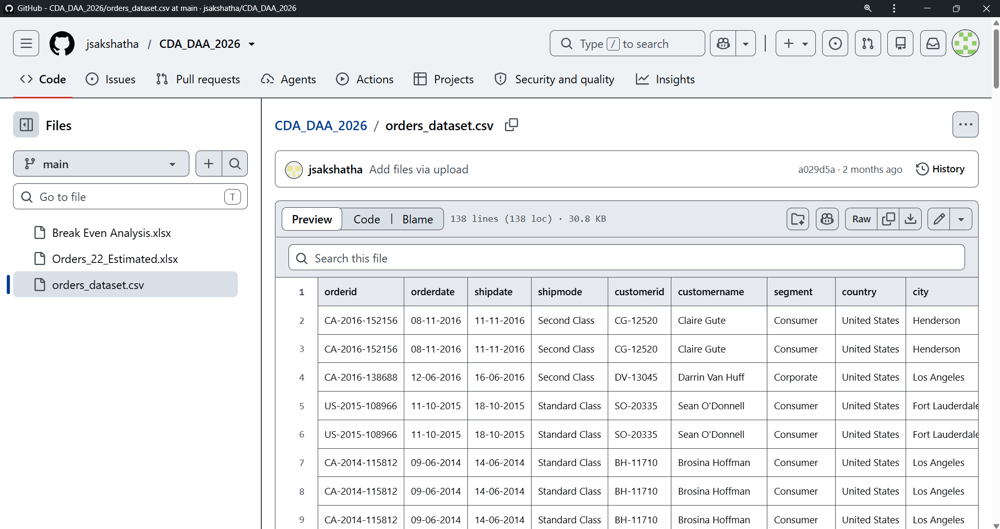 GitHub - CDA_DAA_2026/orders_dataset.csv at main · jsakshatha/CDA_DAA_2026
jsakshatha / CDA_DAA_2026
Type / to search
Code Issues Pull requests Agents Actions Projects Security and quality Insights
Files
main
Go to file T
Break Even Analysis.xlsx
Orders_22_Estimated.xlsx
orders_dataset.csv
CDA_DAA_2026 / orders_dataset.csv
jsakshatha Add files via upload a029d5a · 2 months ago History
Preview Code Blame 138 lines (138 loc) · 30.8 KB Raw
Search this file
1 orderid orderdate shipdate shipmode customerid customername segment country city
2 CA-2016-152156 08-11-2016 11-11-2016 Second Class CG-12520 Claire Gute Consumer United States Henderson
3 CA-2016-152156 08-11-2016 11-11-2016 Second Class CG-12520 Claire Gute Consumer United States Henderson
4 CA-2016-138688 12-06-2016 16-06-2016 Second Class DV-13045 Darrin Van Huff Corporate United States Los Angeles
5 US-2015-108966 11-10-2015 18-10-2015 Standard Class SO-20335 Sean O'Donnell Consumer United States Fort Lauderdale
6 US-2015-108966 11-10-2015 18-10-2015 Standard Class SO-20335 Sean O'Donnell Consumer United States Fort Lauderdale
7 CA-2014-115812 09-06-2014 14-06-2014 Standard Class BH-11710 Brosina Hoffman Consumer United States Los Angeles
8 CA-2014-115812 09-06-2014 14-06-2014 Standard Class BH-11710 Brosina Hoffman Consumer United States Los Angeles
9 CA-2014-115812 09-06-2014 14-06-2014 Standard Class BH-11710 Brosina Hoffman Consumer United States Los Angeles